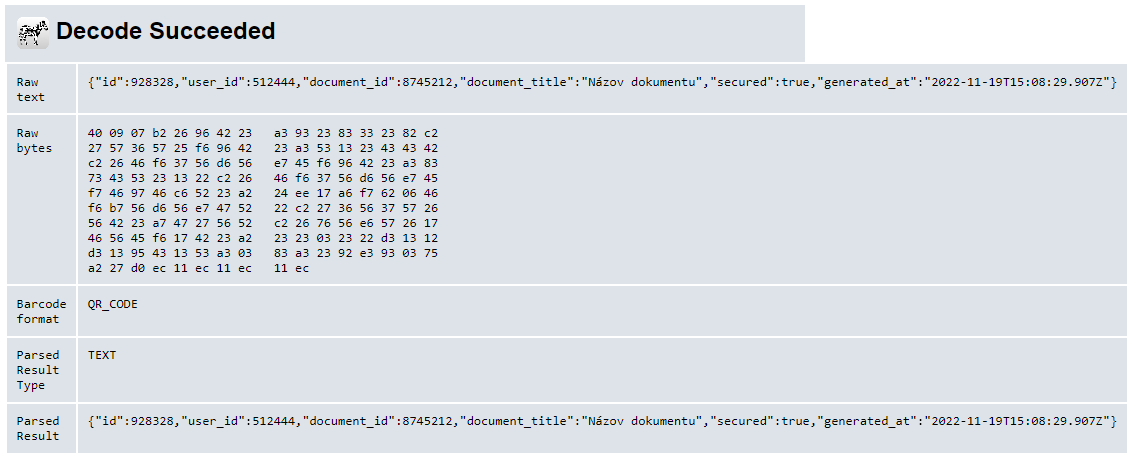 Decode Succeeded
Raw text
{"id":928328,"user_id":512444,"document_id":8745212,"document_title":"Názov dokumentu","secured":true,"generated_at":"2022-11-19T15:08:29.907Z"}
Raw bytes
40 09 07 b2 26 96 42 23   a3 93 23 83 33 23 82 c2
27 57 36 57 25 f6 96 42   23 a3 53 13 23 43 43 42
c2 26 46 f6 37 56 d6 56   e7 45 f6 96 42 23 a3 83
73 43 53 23 13 22 c2 26   46 f6 37 56 d6 56 e7 45
f7 46 97 46 c6 52 23 a2   24 ee 17 a6 f7 62 06 46
f6 b7 56 d6 56 e7 47 52   22 c2 27 36 56 37 57 26
56 42 23 a7 47 27 56 52   c2 26 76 56 e6 57 26 17
46 56 45 f6 17 42 23 a2   23 23 03 23 22 d3 13 12
d3 13 95 43 13 53 a3 03   83 a3 23 92 e3 93 03 75
a2 27 d0 ec 11 ec 11 ec   11 ec
Barcode format
QR_CODE
Parsed Result Type
TEXT
Parsed Result
{"id":928328,"user_id":512444,"document_id":8745212,"document_title":"Názov dokumentu","secured":true,"generated_at":"2022-11-19T15:08:29.907Z"}